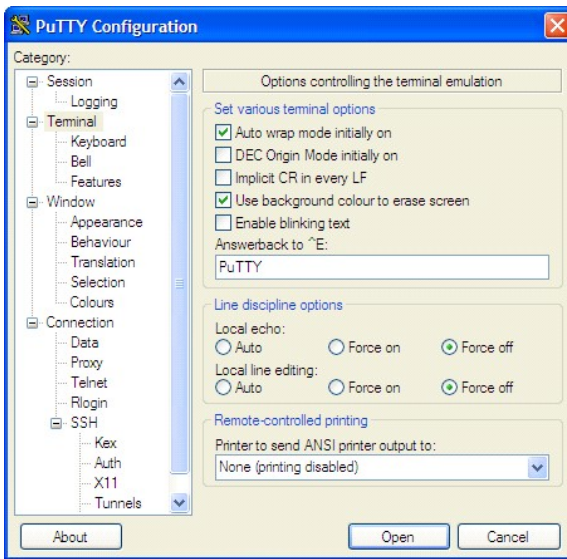 PuTTY Configuration
Category:
Session
Logging
Terminal
Keyboard
Bell
Features
Window
Appearance
Behaviour
Translation
Selection
Colours
Connection
Data
Proxy
Telnet
Rlogin
SSH
Kex
Auth
X11
Tunnels
Options controlling the terminal emulation
Set various terminal options
Auto wrap mode initially on
DEC Origin Mode initially on
Implicit CR in every LF
Use background colour to erase screen
Enable blinking text
Answerback to ^E:
PuTTY
Line discipline options
Local echo:
Auto Force on Force off
Local line editing:
Auto Force on Force off
Remote-controlled printing
Printer to send ANSI printer output to:
None (printing disabled)
About Open Cancel